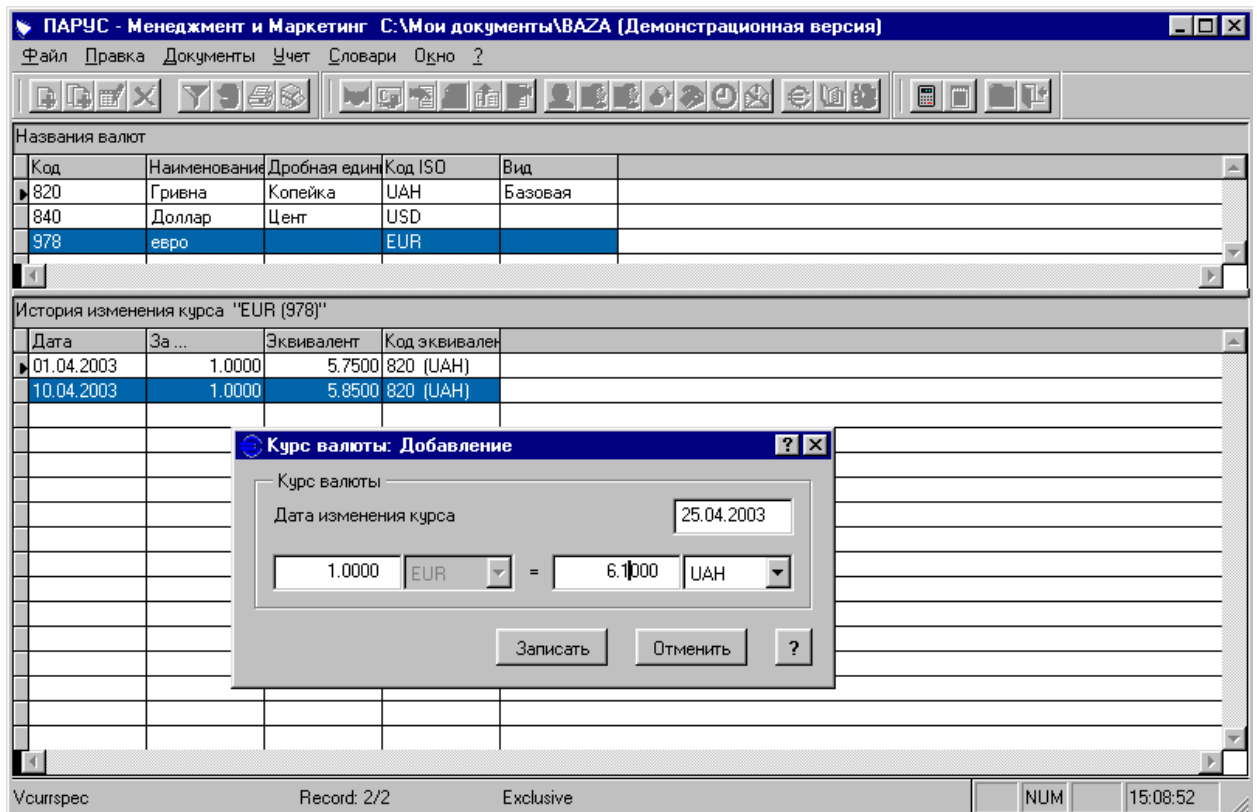 ПАРУС - Менеджмент и Маркетинг C:\Мои документы\BAZA (Демонстрационная версия)
Файл Правка Документы Учет Словари Окно ?
Названия валют
Код Наименование Дробная едини Код ISO Вид
820 Гривна Копейка UAH Базовая
840 Доллар Цент USD
978 евро EUR
История изменения курса "EUR (978)"
Дата За ... Эквивалент Код эквивален
01.04.2003 1.0000 5.7500 820 (UAH)
10.04.2003 1.0000 5.8500 820 (UAH)
Курс валюты: Добавление ?
Курс валюты
Дата изменения курса 25.04.2003
1.0000 EUR = 6.1000 UAH
Записать Отменить ?
Vcurrspec Record: 2/2 Exclusive NUM 15:08:52